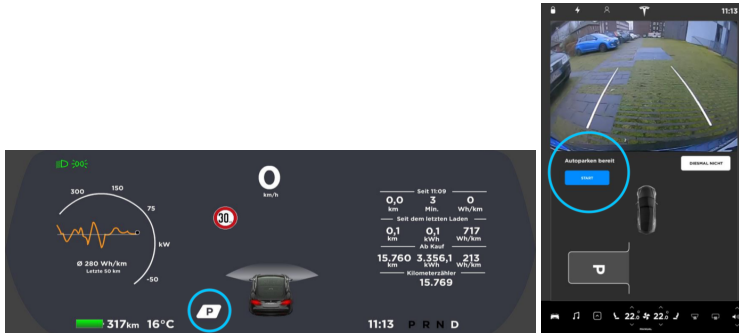 300
150
75
kW
-50
Ø 280 Wh/km
Letzte 50 km
0
km/h
30
P
Seit 11:09
0,0 3 0
km Min. Wh/km
Seit dem letzten Laden
0,1 0,1 717
km kWh Wh/km
Ab Kauf
15.760 3.356,1 213
km kWh Wh/km
Kilometerzähler
15.769
317km 16°C
11:13 P R N D
11:13
Autoparken bereit
START
DIESMAL NICHT
P
22.0 22.0